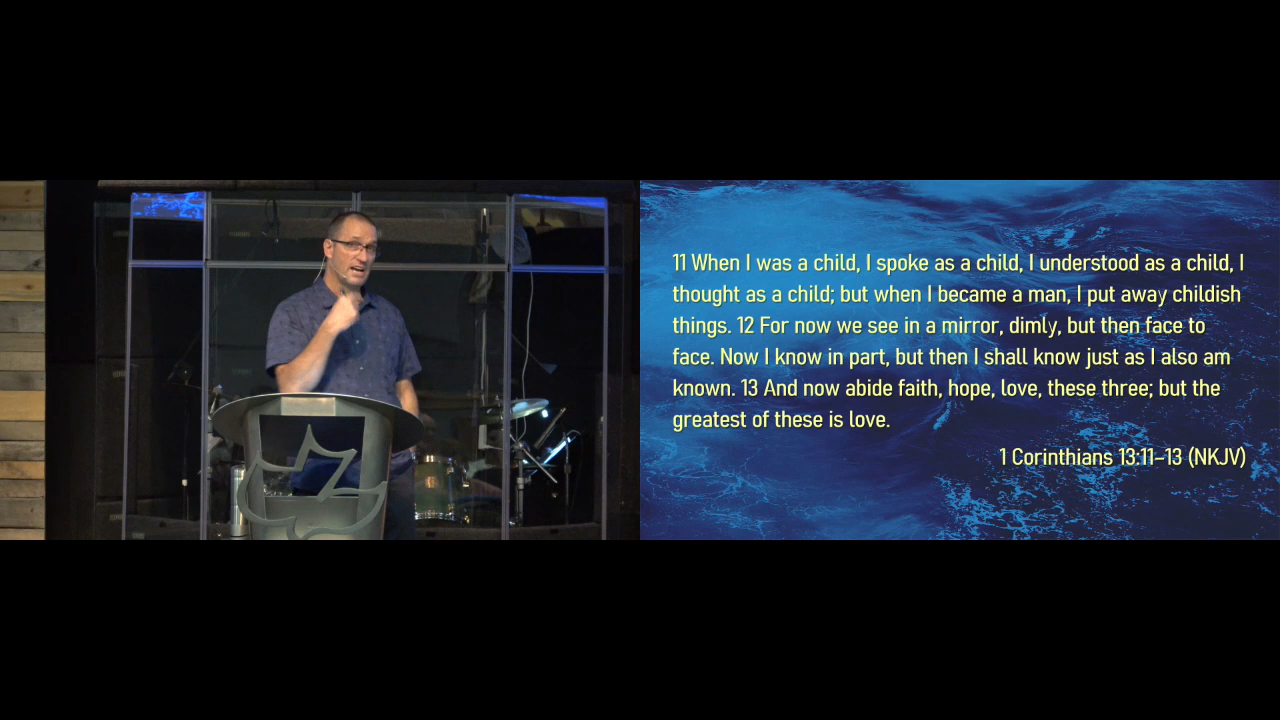 11 When I was a child, I spoke as a child, I understood as a child, I
thought as a child; but when I became a man, I put away childish
things. 12 For now we see in a mirror, dimly, but then face to
face. Now I know in part, but then I shall know just as I also am
known. 13 And now abide faith, hope, love, these three; but the
greatest of these is love.
1 Corinthians 13:11–13 (NKJV)